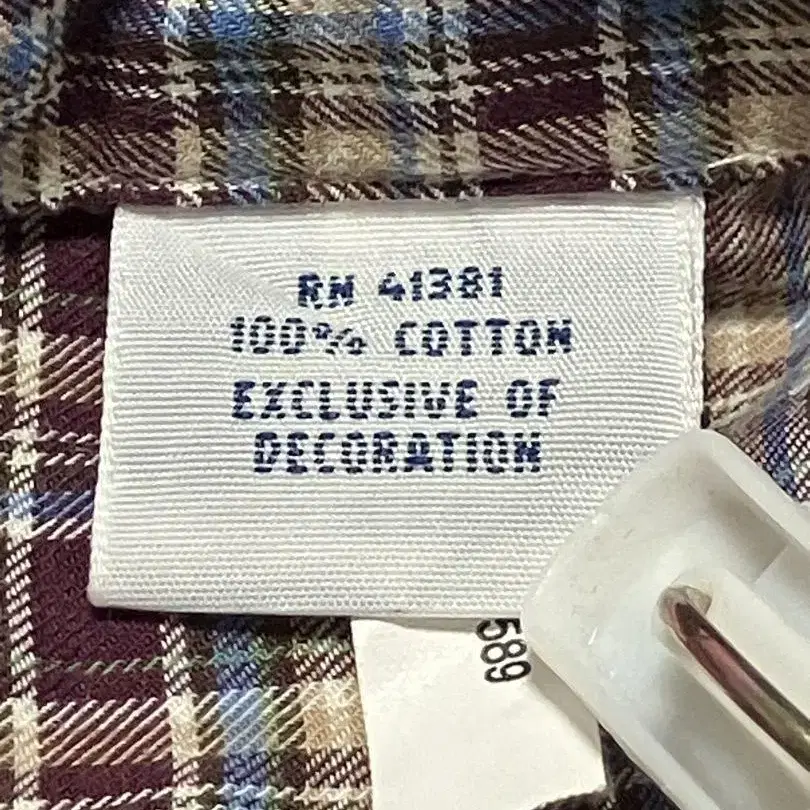 RN 41381
100% COTTON
EXCLUSIVE OF
DECORATION
589